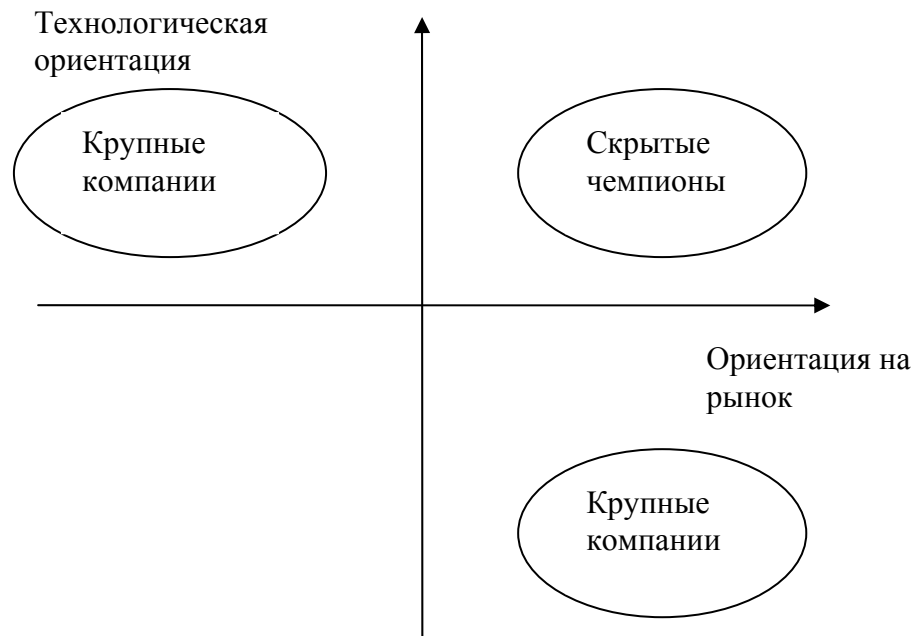 Технологическая
ориентация
Крупные
компании
Скрытые
чемпионы
Ориентация на
рынок
Крупные
компании